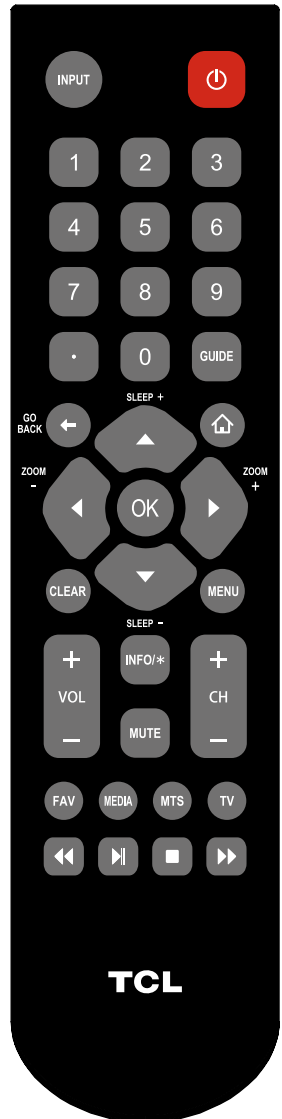 INPUT
1 2 3
4 5 6
7 8 9
· 0 GUIDE
SLEEP +
GO
BACK
ZOOM
-
ZOOM
+
OK
CLEAR
MENU
SLEEP -
+
VOL
-
INFO/*
MUTE
+
CH
-
FAV MEDIA MTS TV
TCL